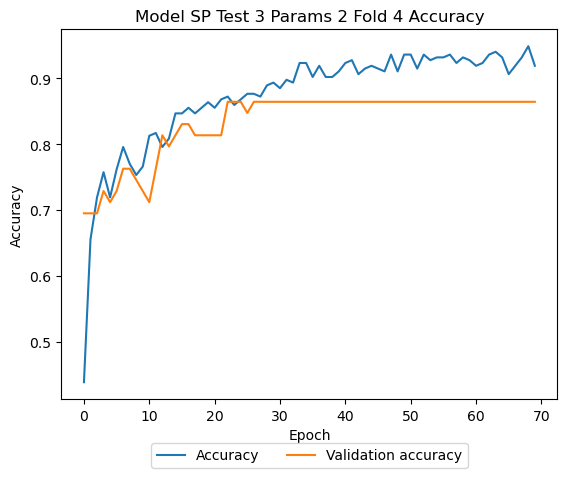 Model SP Test 3 Params 2 Fold 4 Accuracy
Accuracy
0.9
0.8
0.7
0.6
0.5
0 10 20 30 40 50 60 70
Epoch
Accuracy Validation accuracy